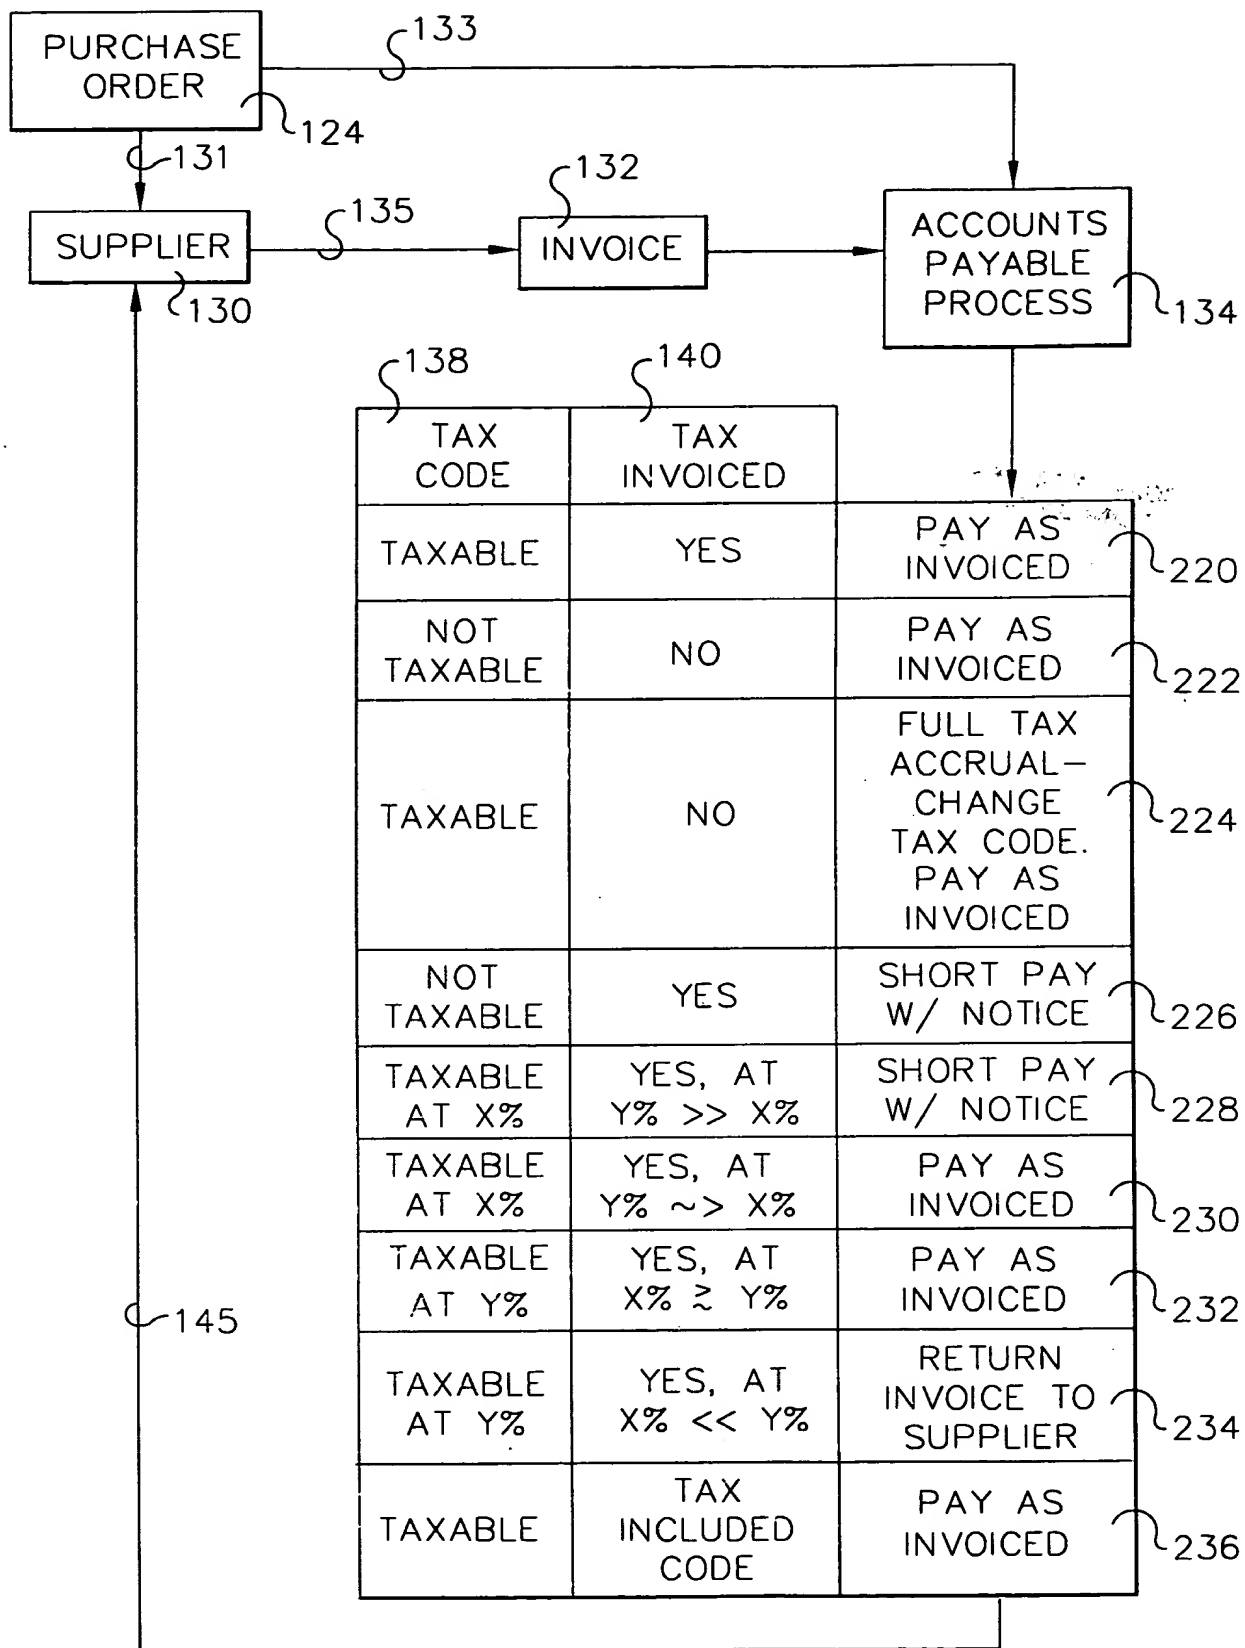 133
PURCHASE
ORDER
124
131
132
135
SUPPLIER
INVOICE
ACCOUNTS
PAYABLE
PROCESS
130
134
138
140
TAX
CODE
TAX
INVOICED
TAXABLE
YES
PAY AS
INVOICED
220
NOT
TAXABLE
NO
PAY AS
INVOICED
222
TAXABLE
NO
FULL TAX
ACCRUAL–
CHANGE
TAX CODE.
PAY AS
INVOICED
224
NOT
TAXABLE
YES
SHORT PAY
W/ NOTICE
226
TAXABLE
AT X%
YES, AT
Y% >> X%
SHORT PAY
W/ NOTICE
228
TAXABLE
AT X%
YES, AT
Y% ~> X%
PAY AS
INVOICED
230
TAXABLE
AT Y%
YES, AT
X% ≳ Y%
PAY AS
INVOICED
232
145
TAXABLE
AT Y%
YES, AT
X% << Y%
RETURN
INVOICE TO
SUPPLIER
234
TAXABLE
TAX
INCLUDED
CODE
PAY AS
INVOICED
236